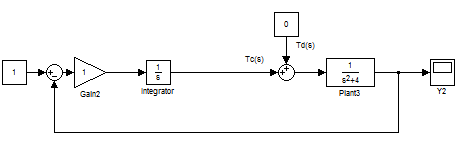 0
Td(s)
Tc(s)
1
1
1
s
1
s²+4
Gain2
Integrator
Plant3
Y2